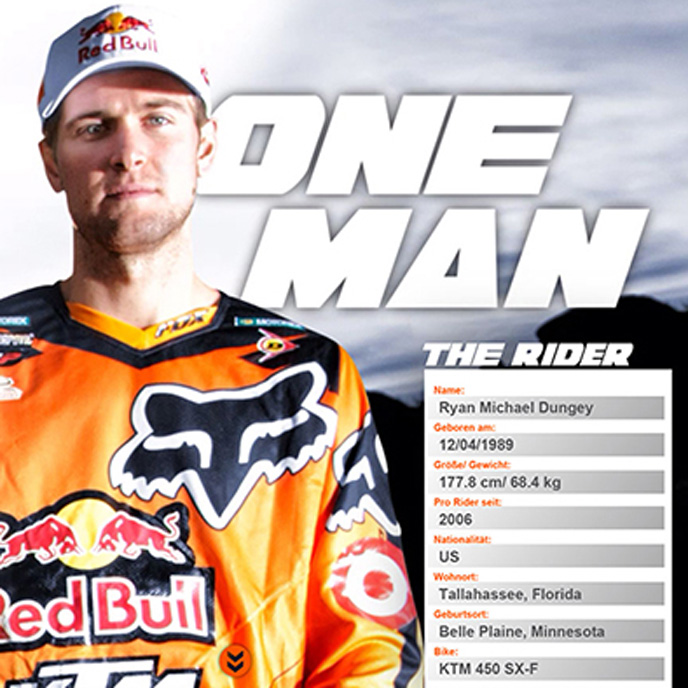 Red Bull
ONE
MAN
FOX
THE RIDER
Name:
Ryan Michael Dungey
Geboren am:
12/04/1989
Größe/ Gewicht:
177.8 cm/ 68.4 kg
Pro Rider seit:
2006
Nationalität:
US
Wohnort:
Tallahassee, Florida
Geburtsort:
Belle Plaine, Minnesota
Bike:
KTM 450 SX-F
Red Bull
KTM